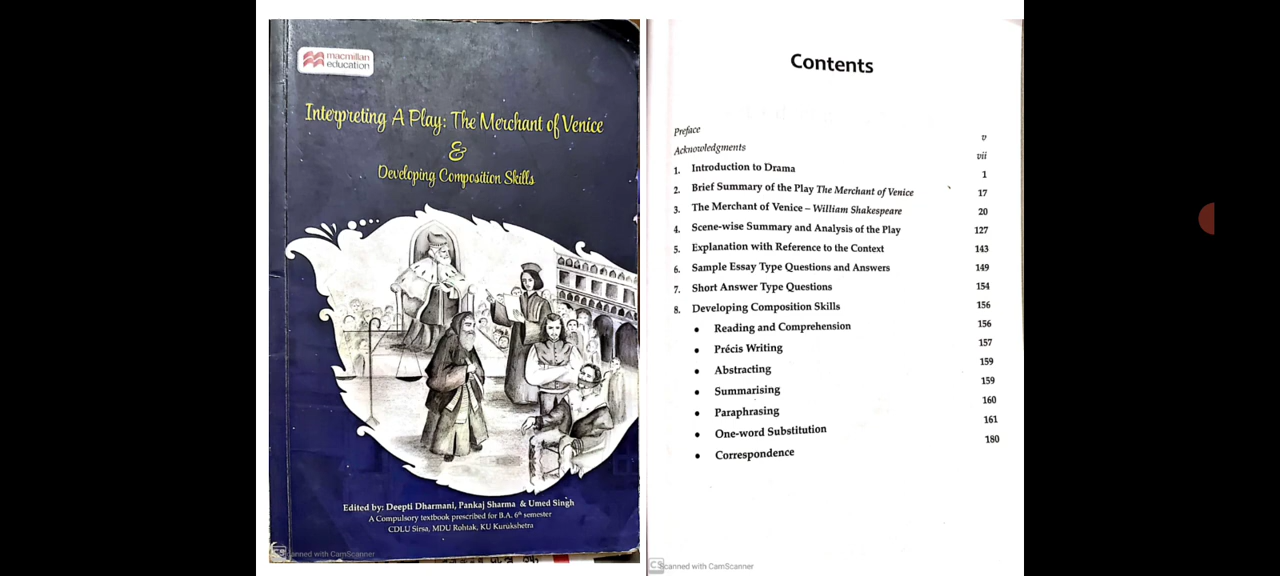 macmillan
education
Interpreting A Play: The Merchant of Venice
&
Developing Composition Skills
Edited by: Deepti Dharmani, Pankaj Sharma & Umed Singh
A Compulsory textbook prescribed for B.A. 6th semester
CDLU Sirsa, MDU Rohtak, KU Kurukshetra
CS Scanned with CamScanner
Contents
Preface v
Acknowledgments vii
1. Introduction to Drama 1
2. Brief Summary of the Play The Merchant of Venice 17
3. The Merchant of Venice – William Shakespeare 20
4. Scene-wise Summary and Analysis of the Play 127
5. Explanation with Reference to the Context 143
6. Sample Essay Type Questions and Answers 149
7. Short Answer Type Questions 154
8. Developing Composition Skills 156
• Reading and Comprehension 156
• Précis Writing 157
• Abstracting 159
• Summarising 159
• Paraphrasing 160
• One-word Substitution 161
• Correspondence 180
CS Scanned with CamScanner